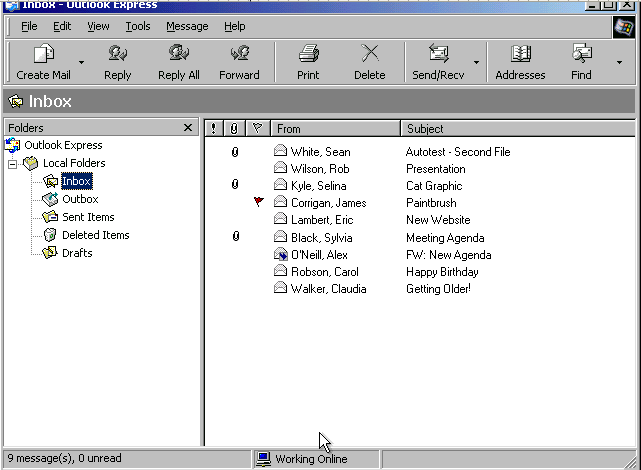 Inbox - Outlook Express
File Edit View Tools Message Help
Create Mail Reply Reply All Forward Print Delete Send/Recv Addresses Find
Inbox
Folders X
! From Subject
Outlook Express
Local Folders
Inbox
Outbox
Sent Items
Deleted Items
Drafts
White, Sean Autotest - Second File
Wilson, Rob Presentation
Kyle, Selina Cat Graphic
Corrigan, James Paintbrush
Lambert, Eric New Website
Black, Sylvia Meeting Agenda
O'Neill, Alex FW: New Agenda
Robson, Carol Happy Birthday
Walker, Claudia Getting Older!
9 message(s), 0 unread Working Online